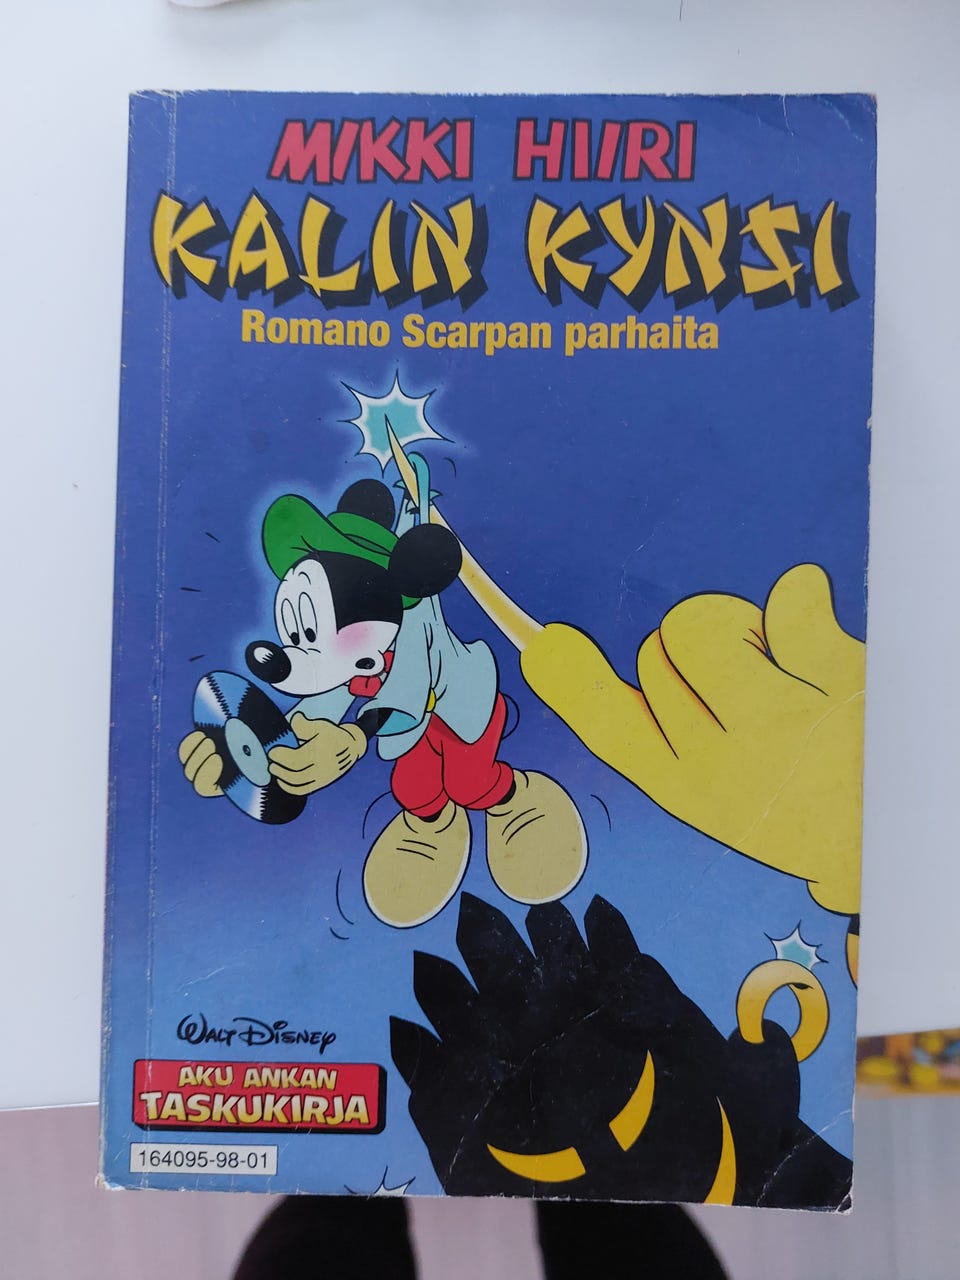 MIKKI HIIRI
KALIN KYNSI
Romano Scarpan parhaita
WALT DISNEY
AKU ANKAN
TASKUKIRJA
164095-98-01